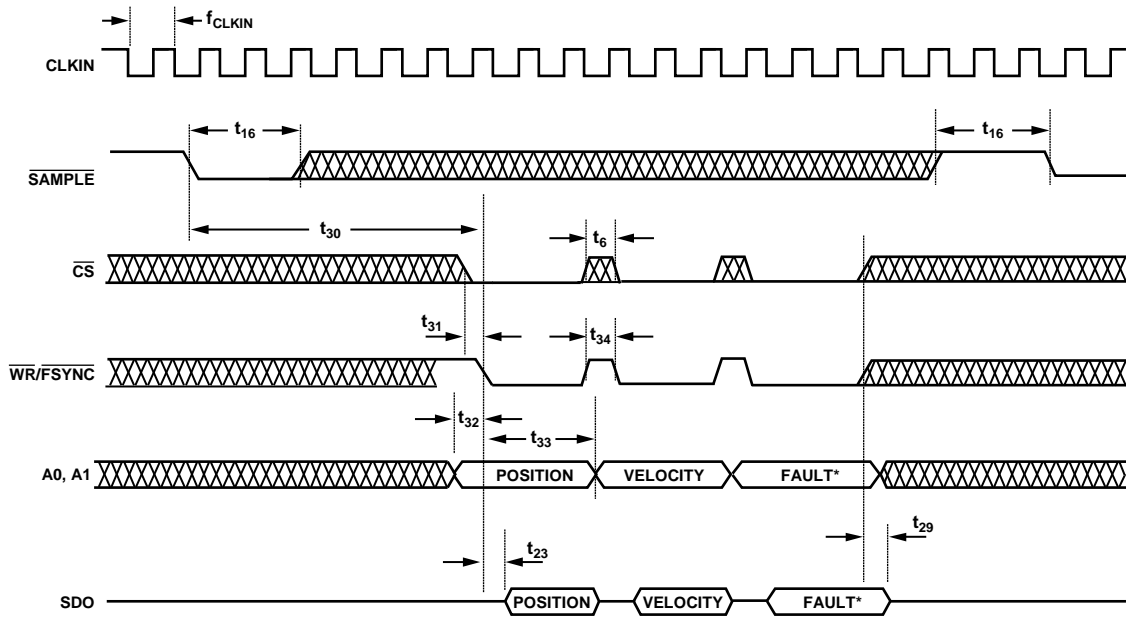 fCLKIN
CLKIN
t16
t16
SAMPLE
t30
t6
CS
t31
t34
WR/FSYNC
t32
t33
A0, A1
POSITION
VELOCITY
FAULT*
t29
t23
SDO
POSITION
VELOCITY
FAULT*